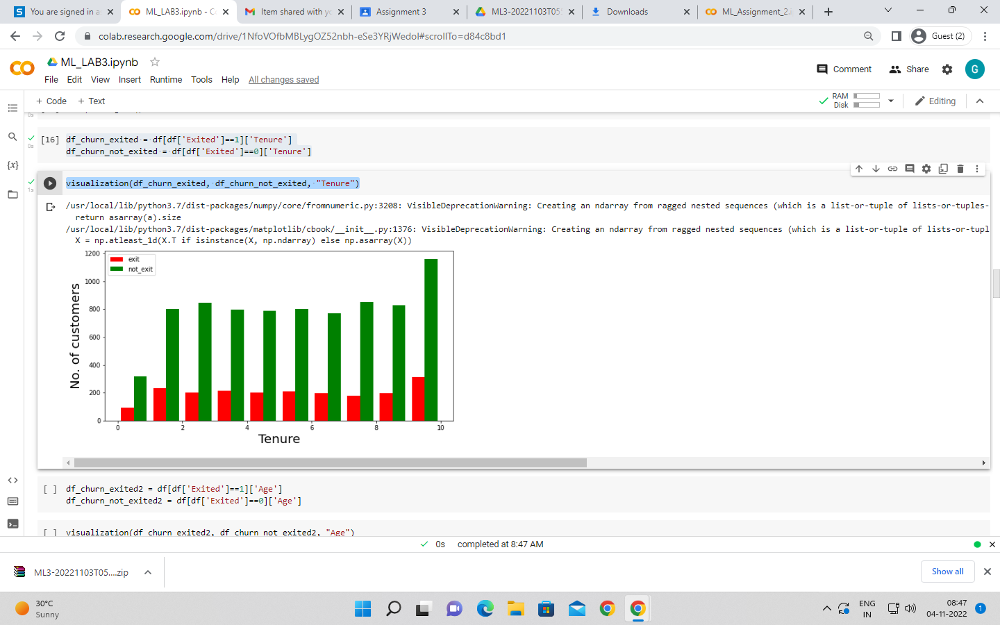 You are signed in a
ML_LAB3.ipynb - C
Item shared with yo
Assignment 3
ML3-20221103T05
Downloads
ML_Assignment_2.i
colab.research.google.com/drive/1NfoVOfbMBLygOZ52nbh-eSe3YRjWedoI#scrollTo=d84c8bd1
Guest (2)
ML_LAB3.ipynb
File Edit View Insert Runtime Tools Help All changes saved
Comment
Share
G
+ Code + Text
RAM
Disk
Editing
0s
[16] df_churn_exited = df[df['Exited']==1]['Tenure']
0s
df_churn_not_exited = df[df['Exited']==0]['Tenure']
visualization(df_churn_exited, df_churn_not_exited, "Tenure")
1s
/usr/local/lib/python3.7/dist-packages/numpy/core/fromnumeric.py:3208: VisibleDeprecationWarning: Creating an ndarray from ragged nested sequences (which is a list-or-tuple of lists-or-tuples-
return asarray(a).size
/usr/local/lib/python3.7/dist-packages/matplotlib/cbook/__init__.py:1376: VisibleDeprecationWarning: Creating an ndarray from ragged nested sequences (which is a list-or-tuple of lists-or-tupl
X = np.atleast_1d(X.T if isinstance(X, np.ndarray) else np.asarray(X))
exit
not_exit
1200
1000
800
600
400
200
0
No. of customers
0 2 4 6 8 10
Tenure
{x}
[ ] df_churn_exited2 = df[df['Exited']==1]['Age']
df_churn_not_exited2 = df[df['Exited']==0]['Age']
[ ] visualization(df_churn_exited2, df_churn_not_exited2, "Age")
0s completed at 8:47 AM
ML3-20221103T05....zip
Show all
30°C
Sunny
ENG
IN
08:47
04-11-2022
1